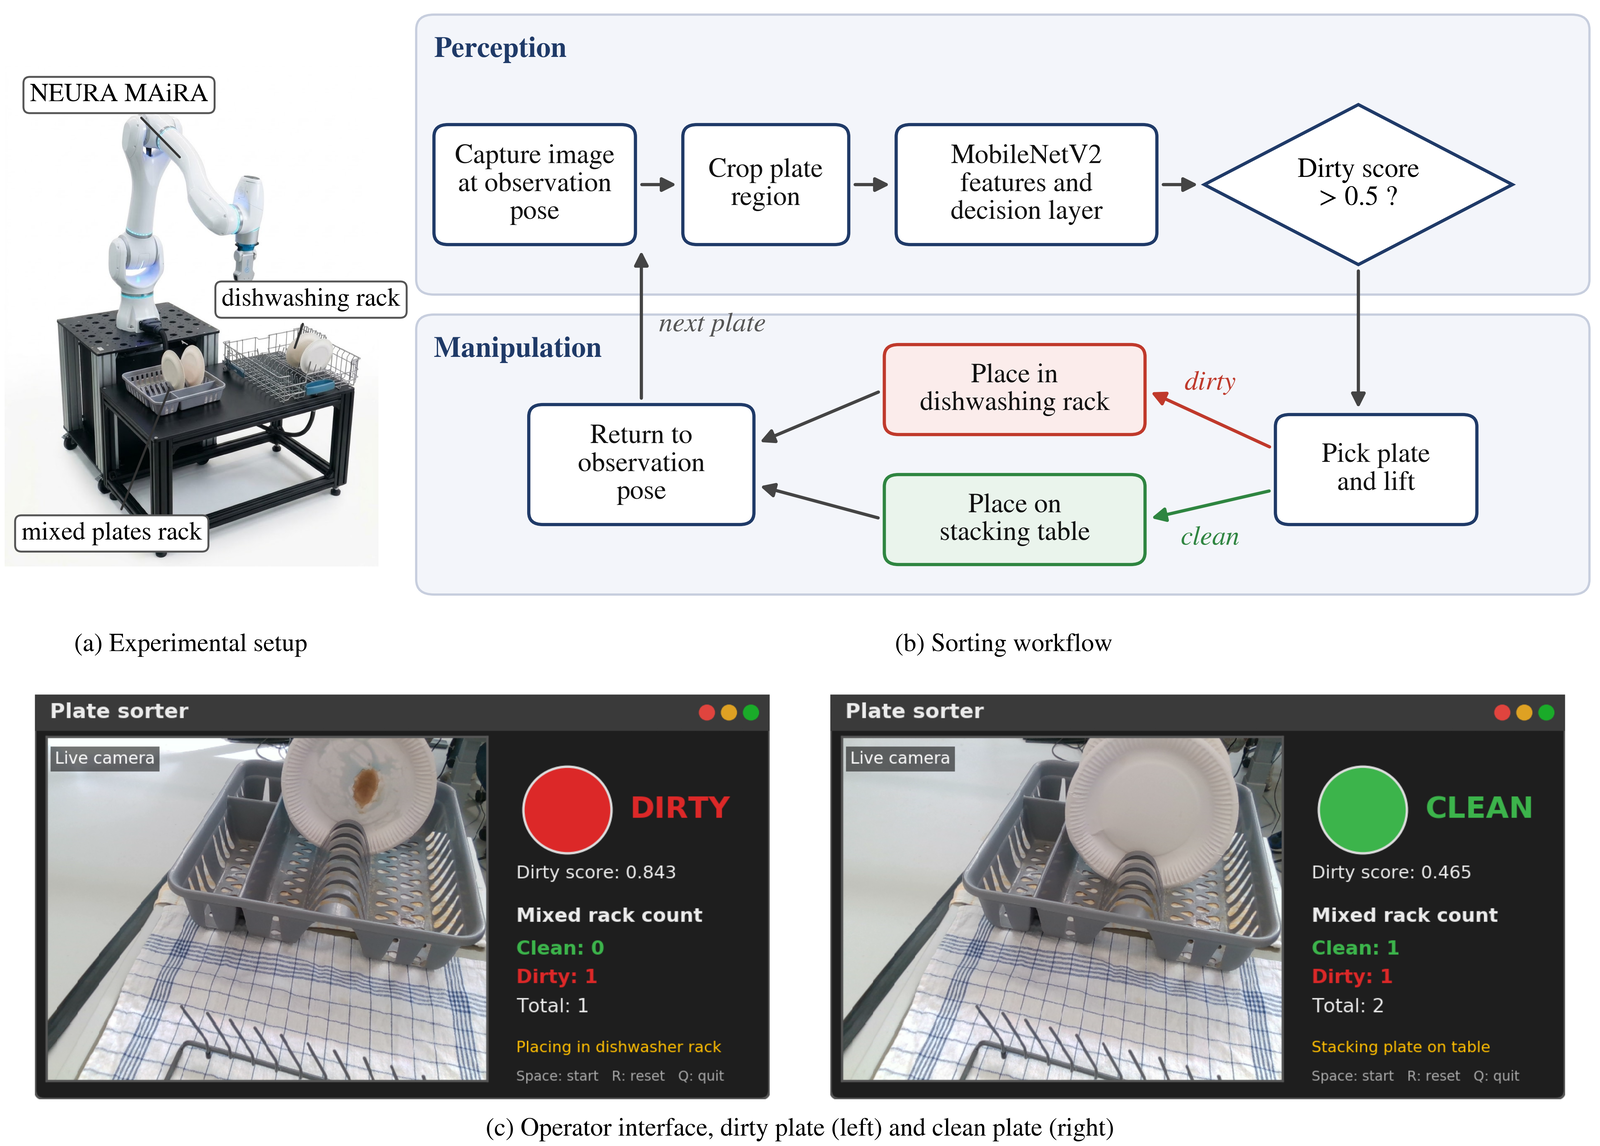 NEURA MAiRA
dishwashing rack
mixed plates rack
(a) Experimental setup
Perception
Capture image
at observation
pose
Crop plate
region
MobileNetV2
features and
decision layer
Dirty score
> 0.5 ?
next plate
Manipulation
Return to
observation
pose
Place in
dishwashing rack
Place on
stacking table
dirty
clean
Pick plate
and lift
(b) Sorting workflow
Plate sorter
Live camera
DIRTY
Dirty score: 0.843
Mixed rack count
Clean: 0
Dirty: 1
Total: 1
Placing in dishwasher rack
Space: start R: reset Q: quit
Plate sorter
Live camera
CLEAN
Dirty score: 0.465
Mixed rack count
Clean: 1
Dirty: 1
Total: 2
Stacking plate on table
Space: start R: reset Q: quit
(c) Operator interface, dirty plate (left) and clean plate (right)